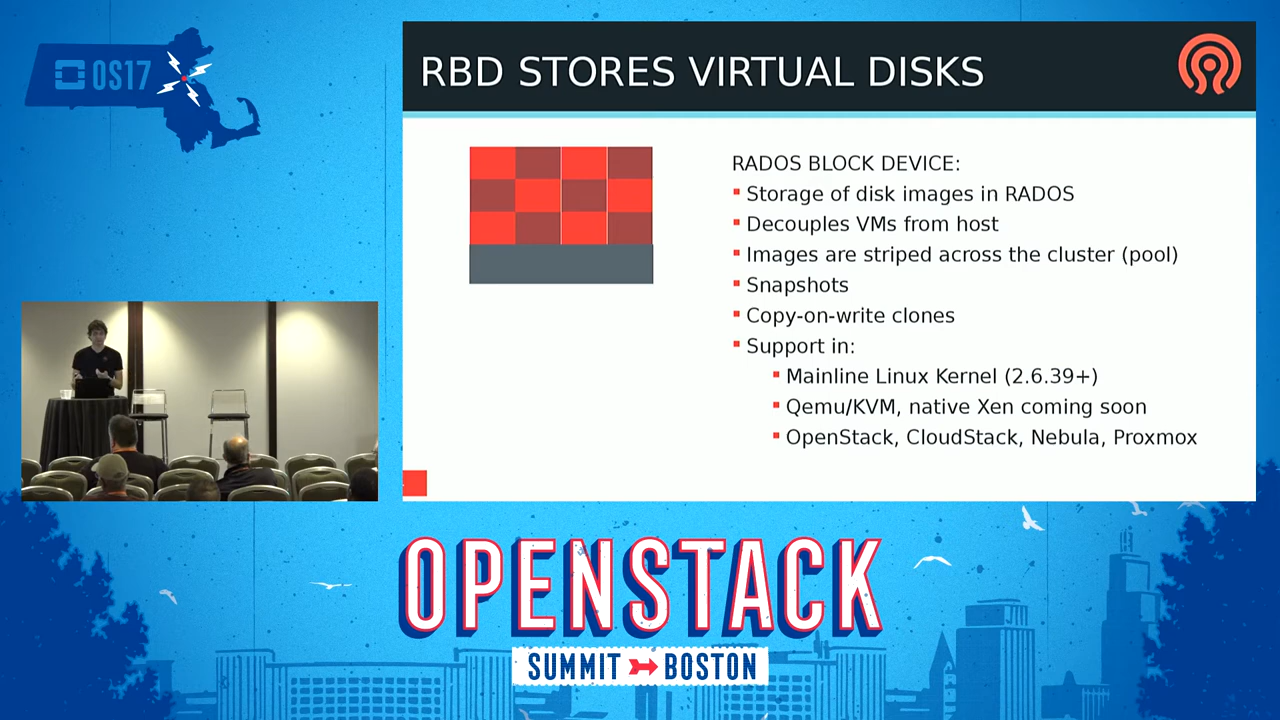 OS17
RBD STORES VIRTUAL DISKS
RADOS BLOCK DEVICE:
Storage of disk images in RADOS
Decouples VMs from host
Images are striped across the cluster (pool)
Snapshots
Copy-on-write clones
Support in:
Mainline Linux Kernel (2.6.39+)
Qemu/KVM, native Xen coming soon
OpenStack, CloudStack, Nebula, Proxmox
OPENSTACK
SUMMIT BOSTON